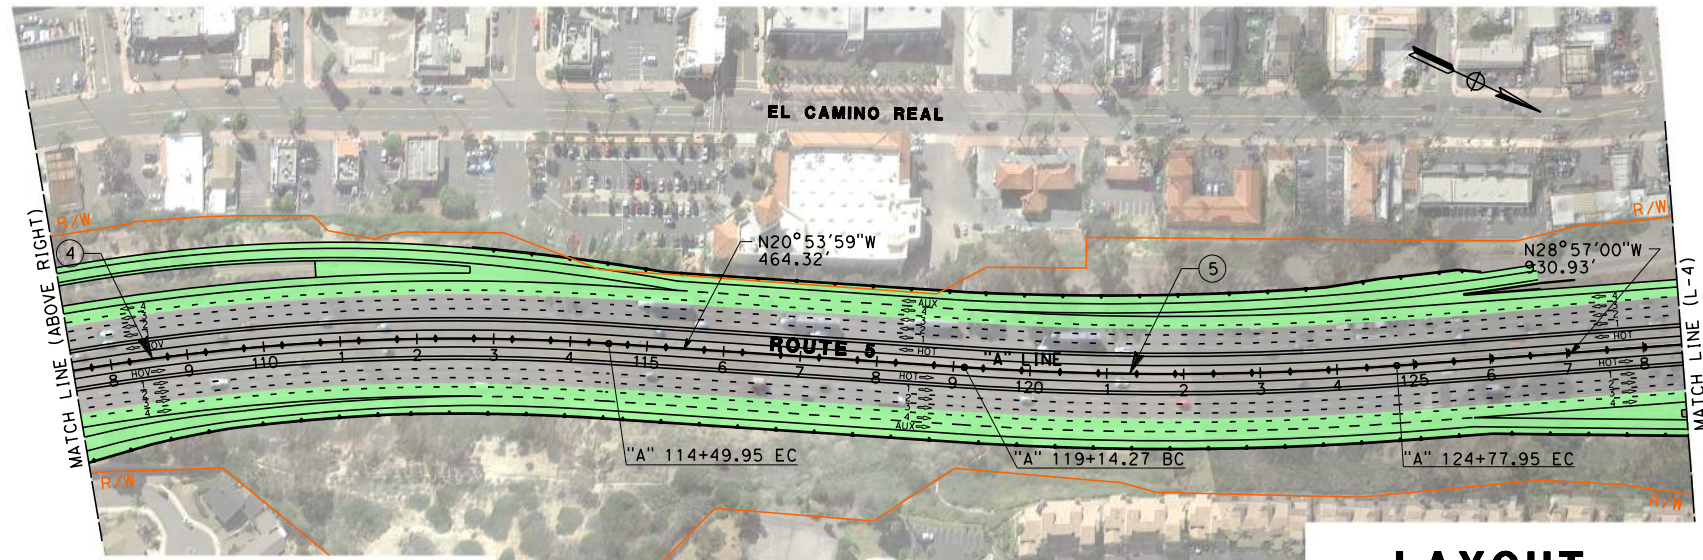 EL CAMINO REAL
MATCH LINE (ABOVE RIGHT)
R/W
4
N20°53'59"W
464.32'
5
R/W
N28°57'00"W
930.93'
MATCH LINE (L-4)
AUX
HOV
HOT
HOT
ROUTE 5
"A" LINE
8 9 110 1 2 3 4 115 6 7 8 9 120 1 2 3 4 125 6 7 8
HOV
HOT
HOT
AUX
"A" 114+49.95 EC
"A" 119+14.27 BC
"A" 124+77.95 EC
R/W
R/W
LAYOUT